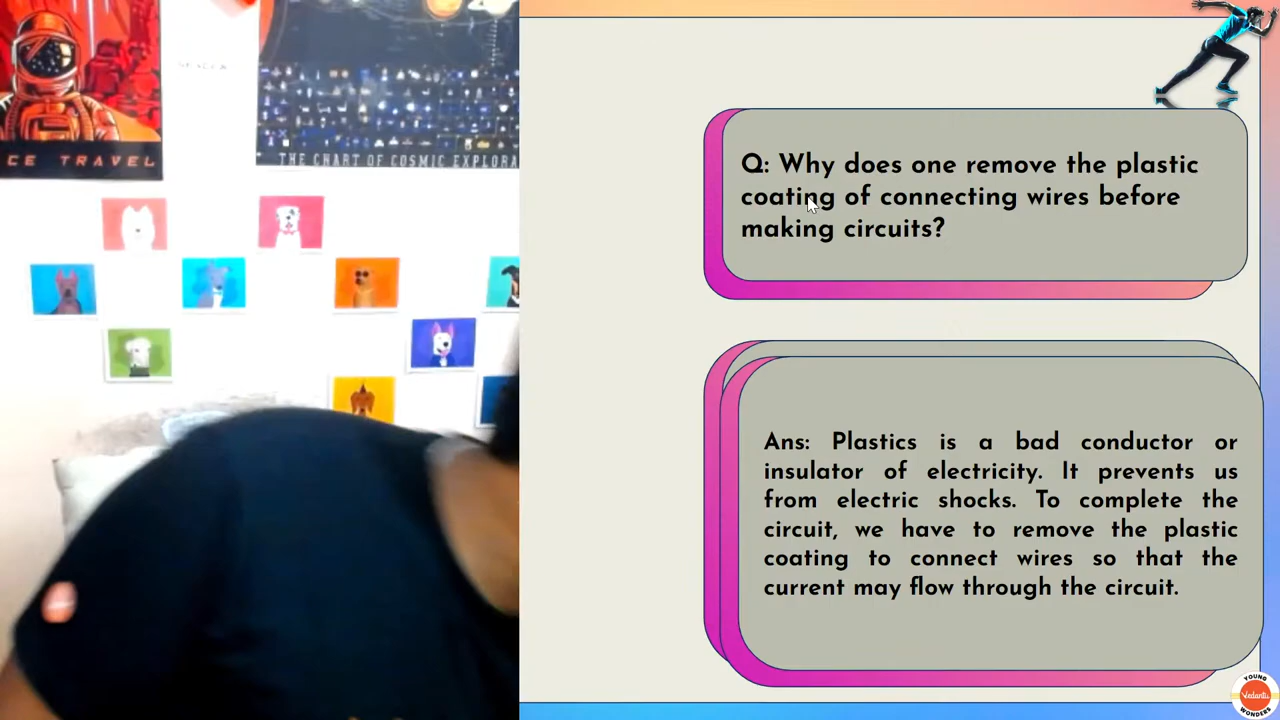 CE TRAVEL
THE CHART OF COSMIC EXPLORA
Q: Why does one remove the plastic
coating of connecting wires before
making circuits?
Ans: Plastics is a bad conductor or
insulator of electricity. It prevents us
from electric shocks. To complete the
circuit, we have to remove the plastic
coating to connect wires so that the
current may flow through the circuit.
YOUNG
Vedantu
WONDERS